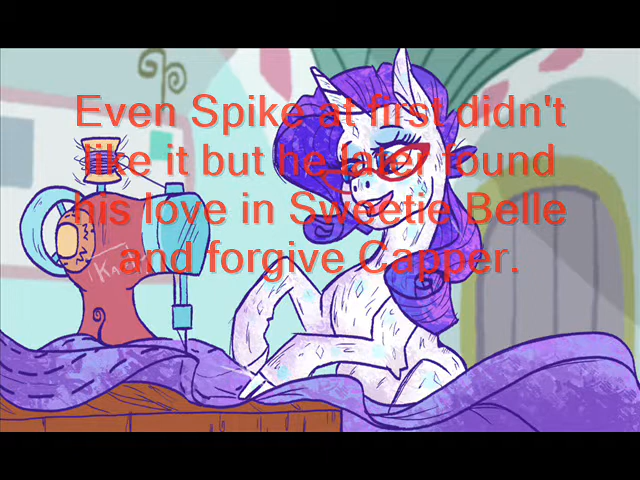 Even Spike at first didn't
like it but he later found
his love in Sweetie Belle
and forgive Capper.